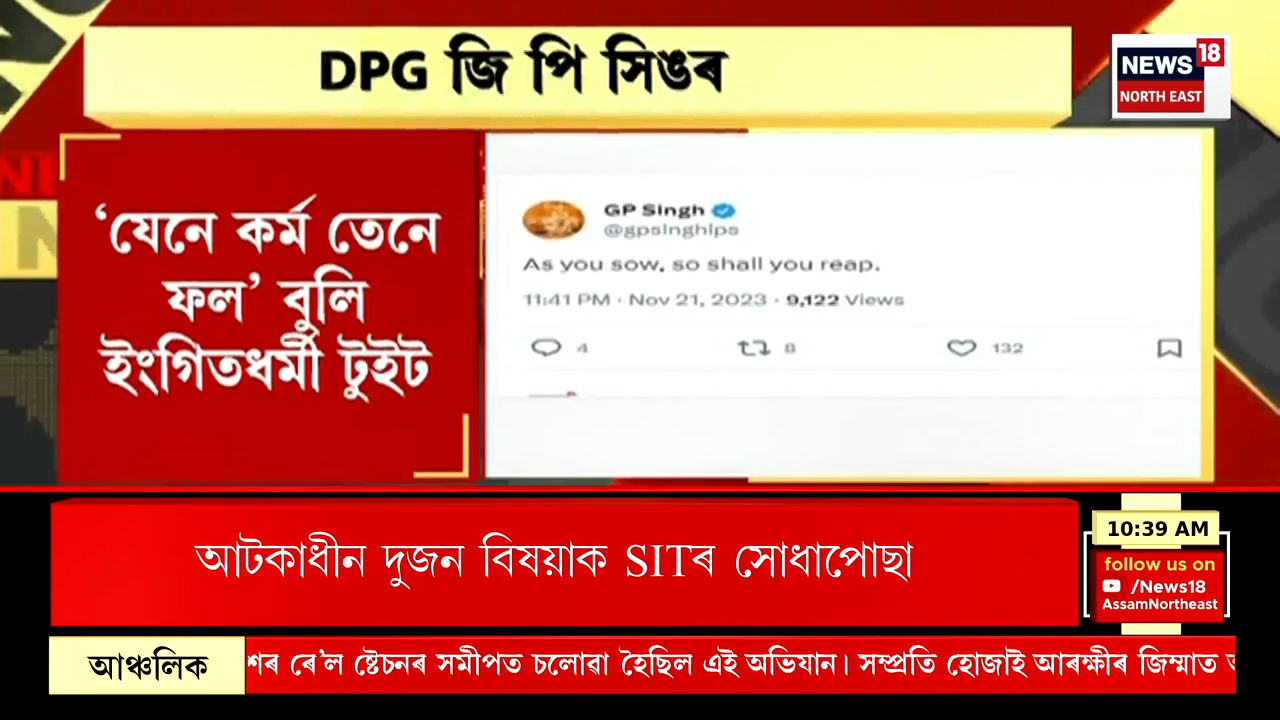 DPG জি পি সিঙৰ
NEWS 18
NORTH EAST
‘যেনে কৰ্ম তেনে
ফল’ বুলি
ইংগিতধৰ্মী টুইট
GP Singh
@gpsinghips
As you sow, so shall you reap.
11:41 PM · Nov 21, 2023 · 9,122 Views
4 8 132
আটকাধীন দুজন বিষয়াক SITৰ সোধাপোছা
10:39 AM
follow us on
/News18
AssamNortheast
আঞ্চলিক
ৰে’ল ষ্টেচনৰ সমীপত চলোৱা হৈছিল এই অভিযান। সম্প্ৰতি হোজাই আৰক্ষীৰ জিম্মাত